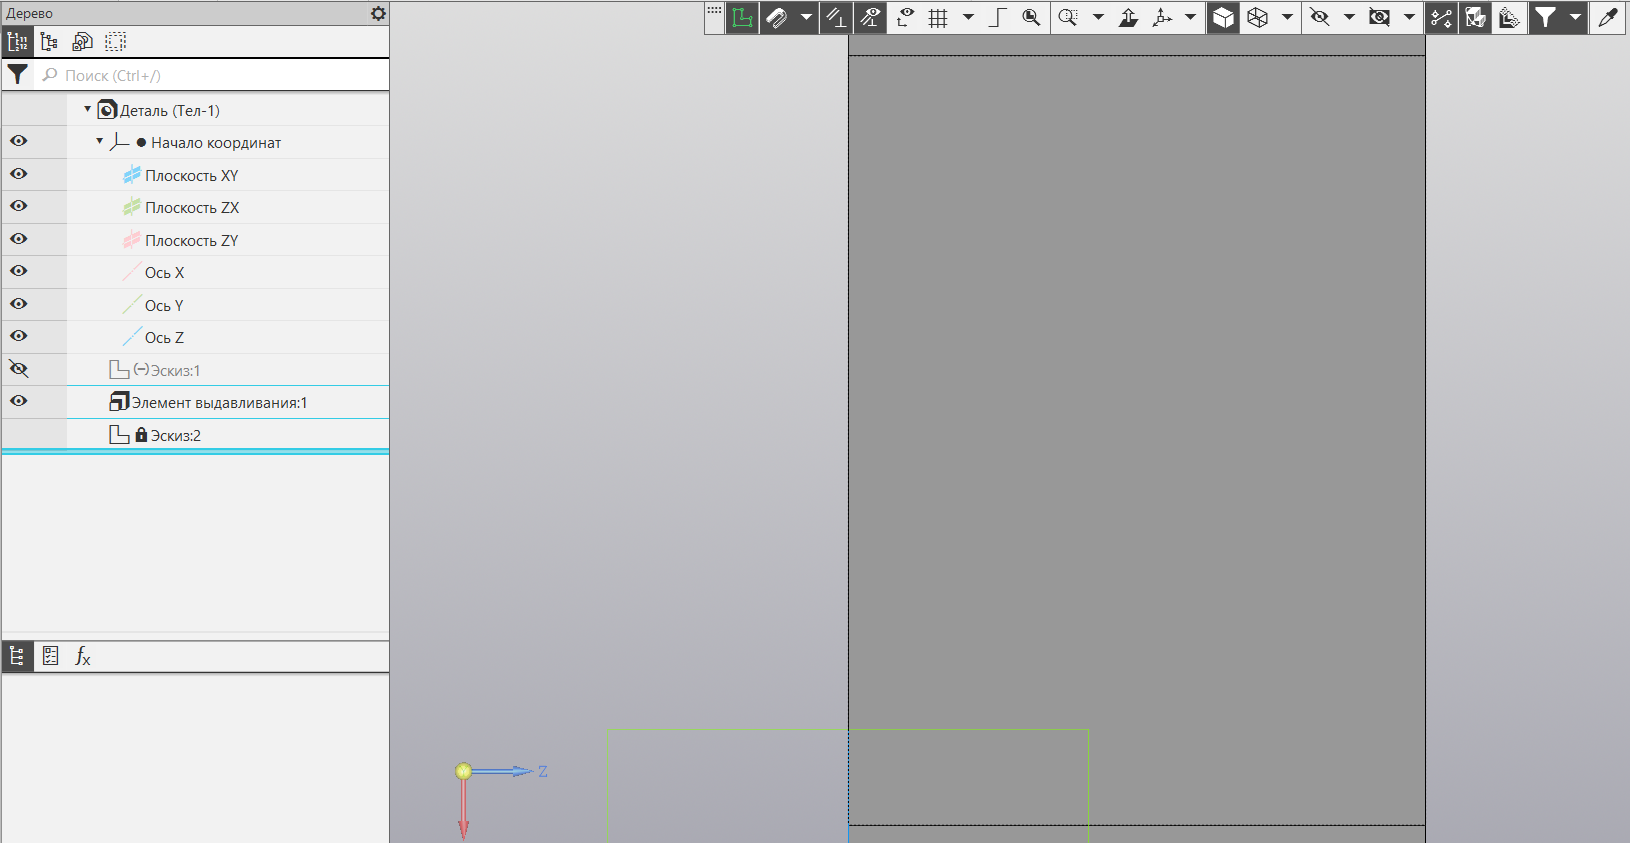 Дерево
Поиск (Ctrl+/)
Деталь (Тел-1)
Начало координат
Плоскость XY
Плоскость ZX
Плоскость ZY
Ось X
Ось Y
Ось Z
(−)Эскиз:1
Элемент выдавливания:1
Эскиз:2
fx
Z